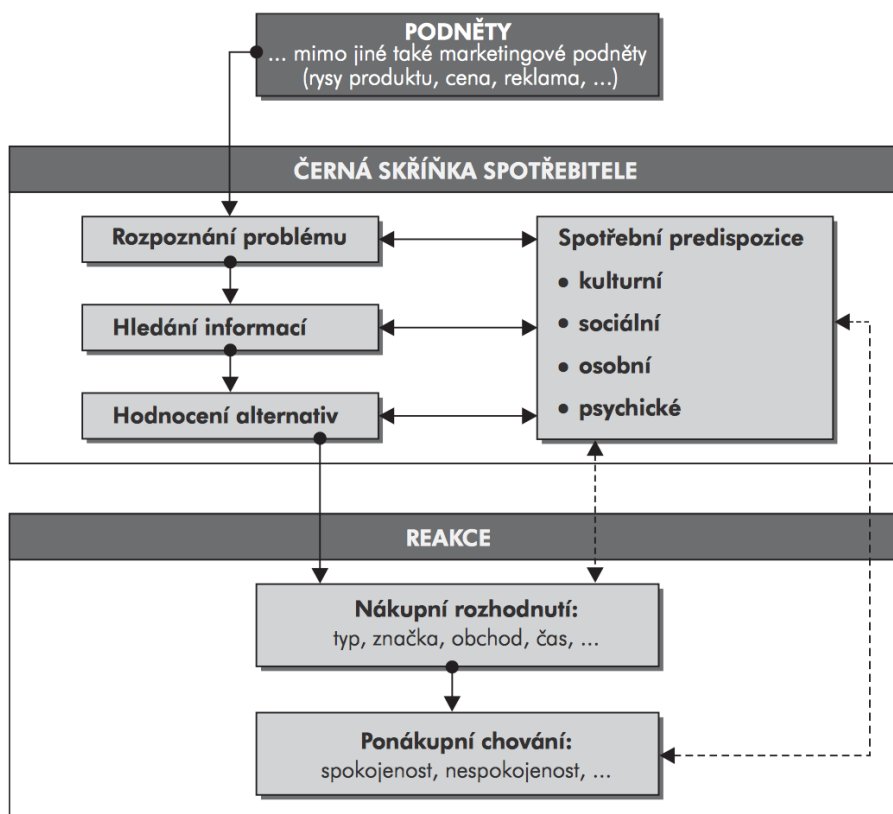 PODNĚTY
... mimo jiné také marketingové podněty
(rysy produktu, cena, reklama, ...)
ČERNÁ SKŘÍŇKA SPOTŘEBITELE
Rozpoznání problému
Hledání informací
Hodnocení alternativ
Spotřební predispozice
• kulturní
• sociální
• osobní
• psychické
REAKCE
Nákupní rozhodnutí:
typ, značka, obchod, čas, ...
Ponákupní chování:
spokojenost, nespokojenost, ...